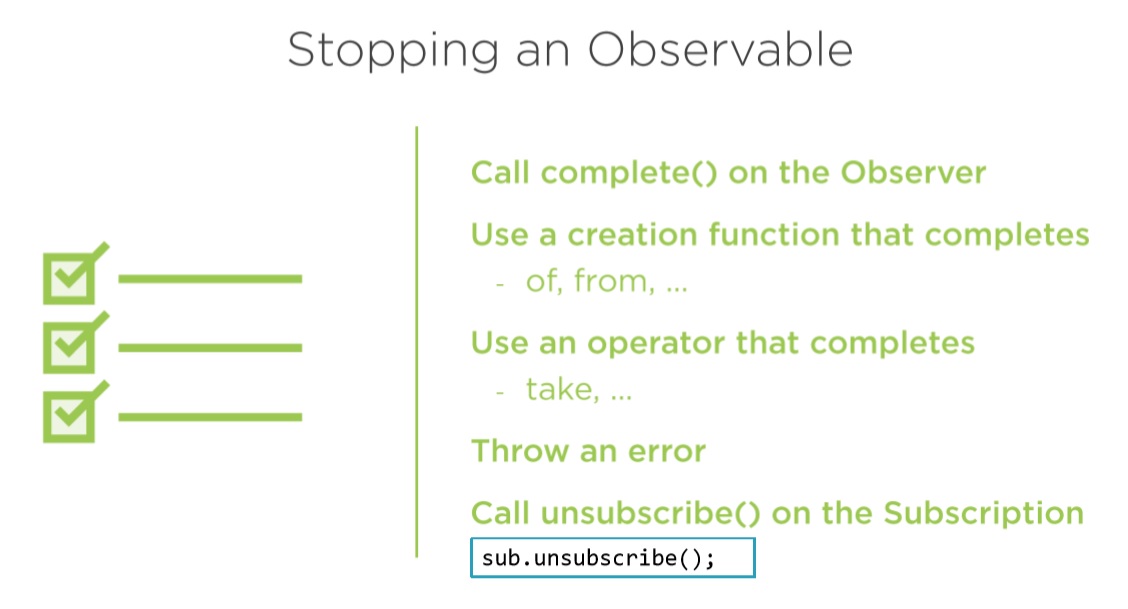 Stopping an Observable
Call complete() on the Observer
Use a creation function that completes
- of, from, ...
Use an operator that completes
- take, ...
Throw an error
Call unsubscribe() on the Subscription
sub.unsubscribe();